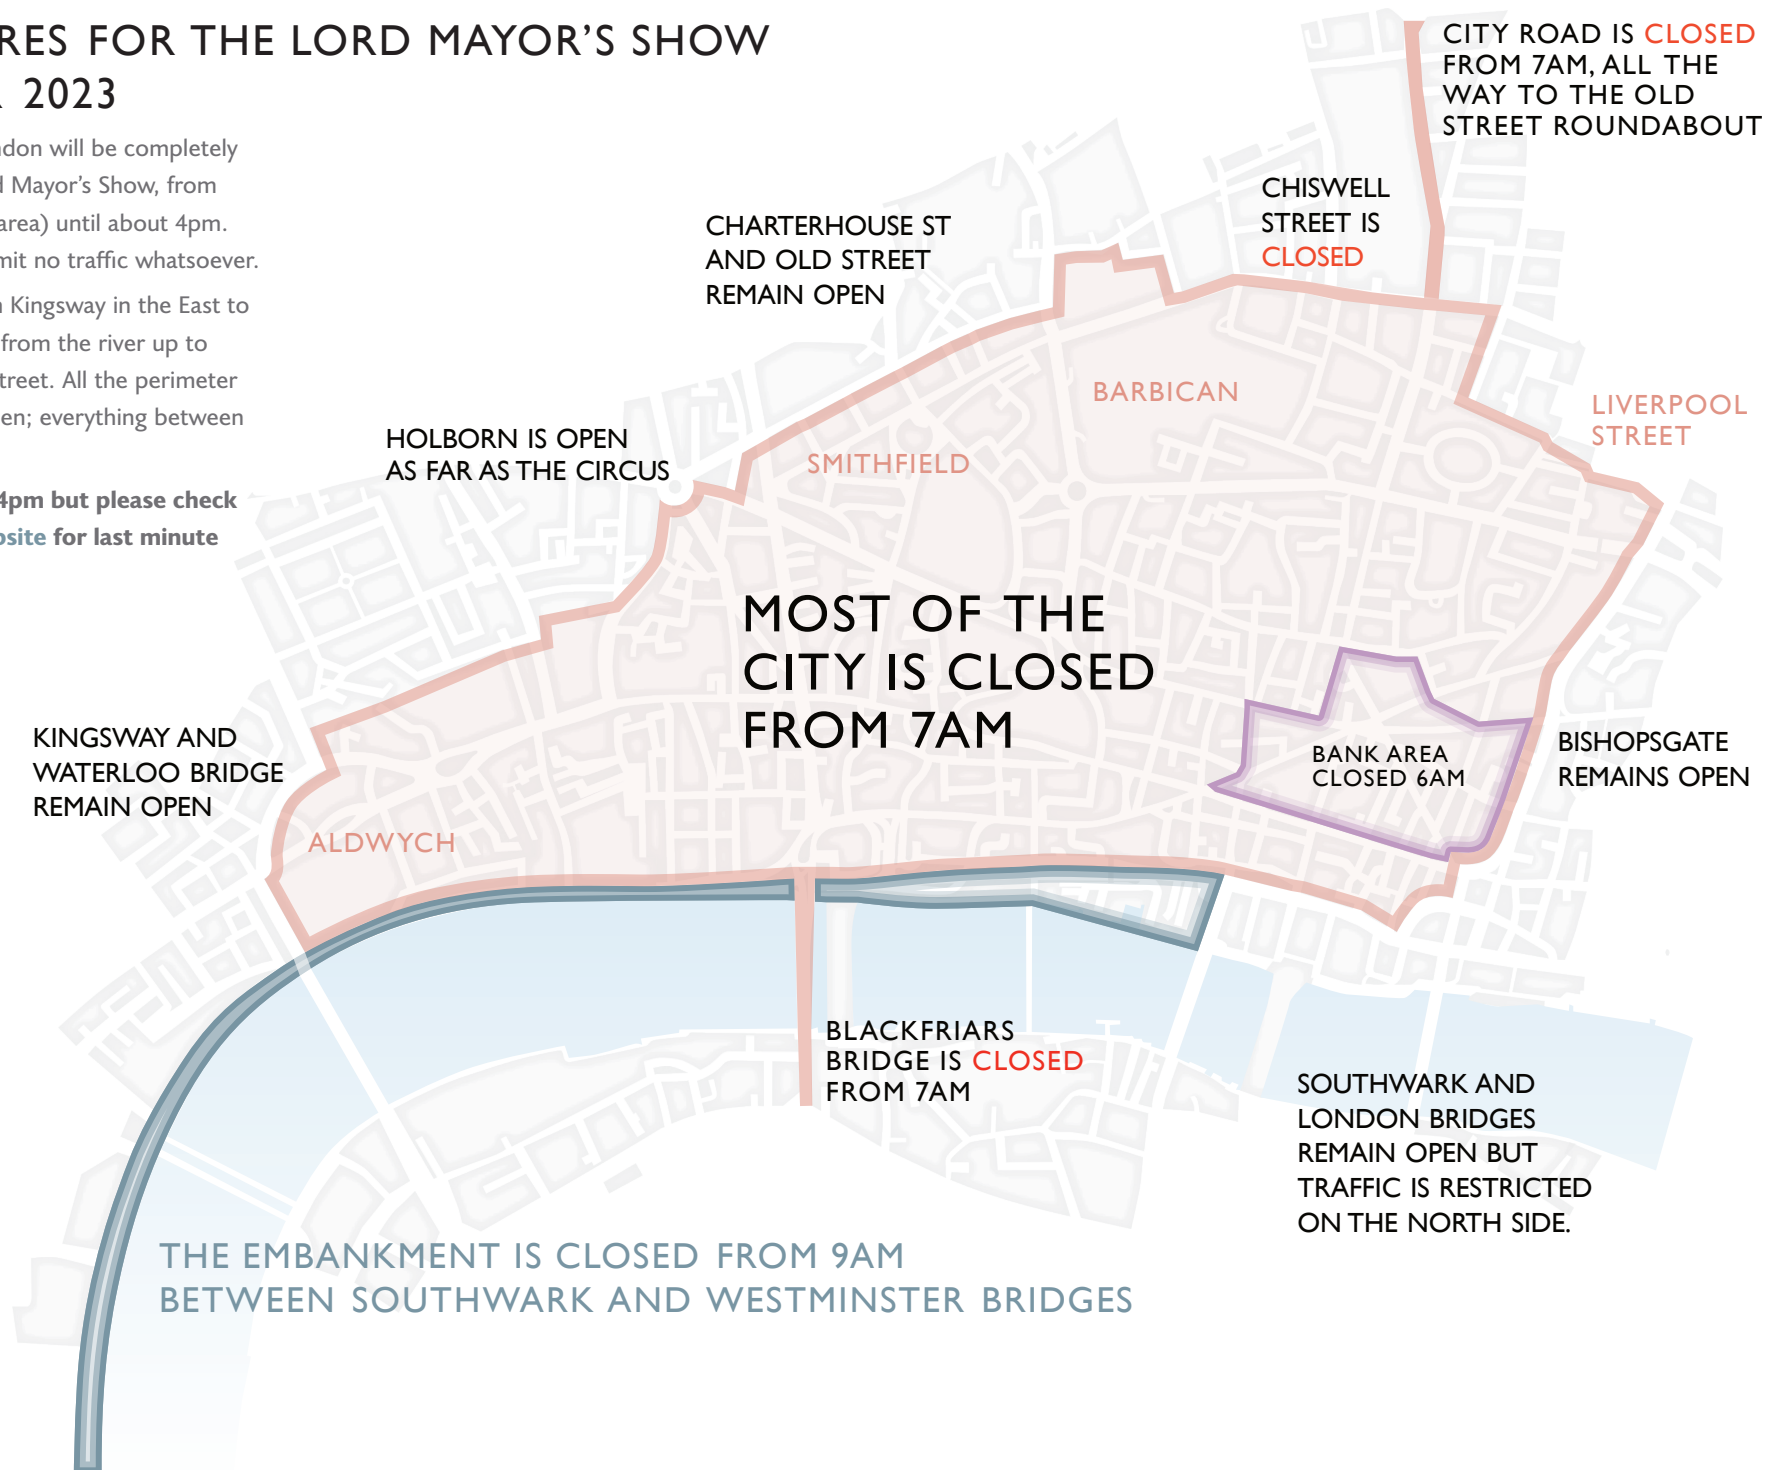 RES FOR THE LORD MAYOR'S SHOW
2023
don will be completely
Mayor's Show, from
area) until about 4pm.
mit no traffic whatsoever.
Kingsway in the East to
from the river up to
treet. All the perimeter
en; everything between
4pm but please check
bsite for last minute
CITY ROAD IS CLOSED
FROM 7AM, ALL THE
WAY TO THE OLD
STREET ROUNDABOUT
CHISWELL
STREET IS
CLOSED
CHARTERHOUSE ST
AND OLD STREET
REMAIN OPEN
BARBICAN
LIVERPOOL
STREET
HOLBORN IS OPEN
AS FAR AS THE CIRCUS
SMITHFIELD
MOST OF THE
CITY IS CLOSED
FROM 7AM
KINGSWAY AND
WATERLOO BRIDGE
REMAIN OPEN
BANK AREA
CLOSED 6AM
BISHOPSGATE
REMAINS OPEN
ALDWYCH
BLACKFRIARS
BRIDGE IS CLOSED
FROM 7AM
SOUTHWARK AND
LONDON BRIDGES
REMAIN OPEN BUT
TRAFFIC IS RESTRICTED
ON THE NORTH SIDE.
THE EMBANKMENT IS CLOSED FROM 9AM
BETWEEN SOUTHWARK AND WESTMINSTER BRIDGES